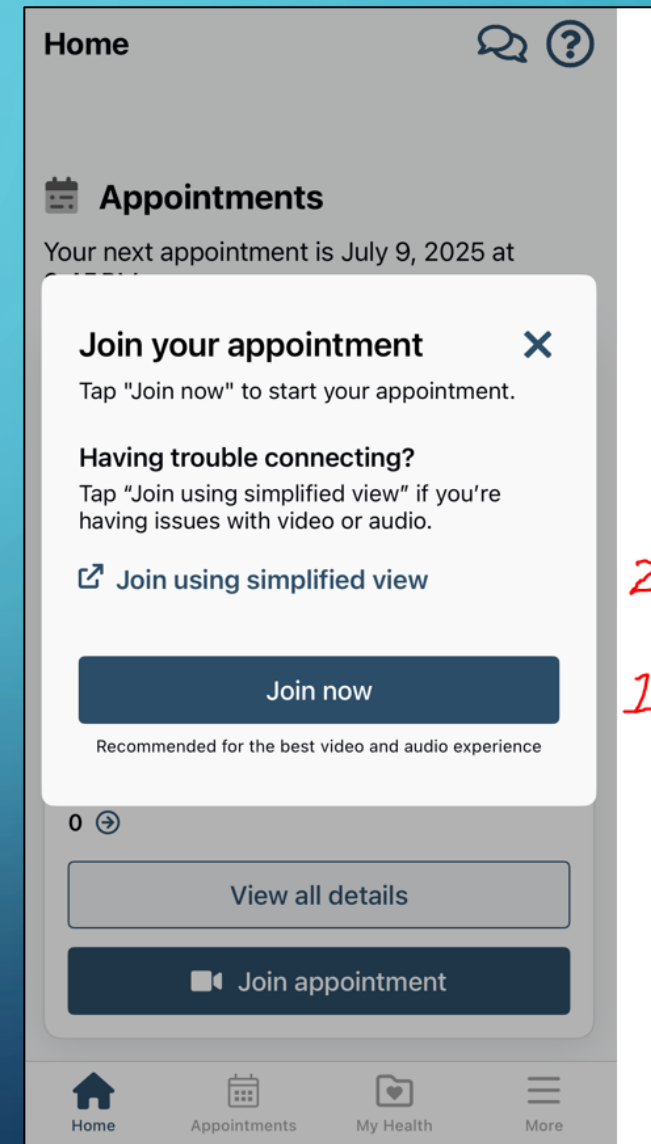 Home
Appointments
Your next appointment is July 9, 2025 at
Join your appointment
Tap "Join now" to start your appointment.
Having trouble connecting?
Tap “Join using simplified view” if you’re
having issues with video or audio.
Join using simplified view
2
Join now
1
Recommended for the best video and audio experience
0
View all details
Join appointment
Home Appointments My Health More